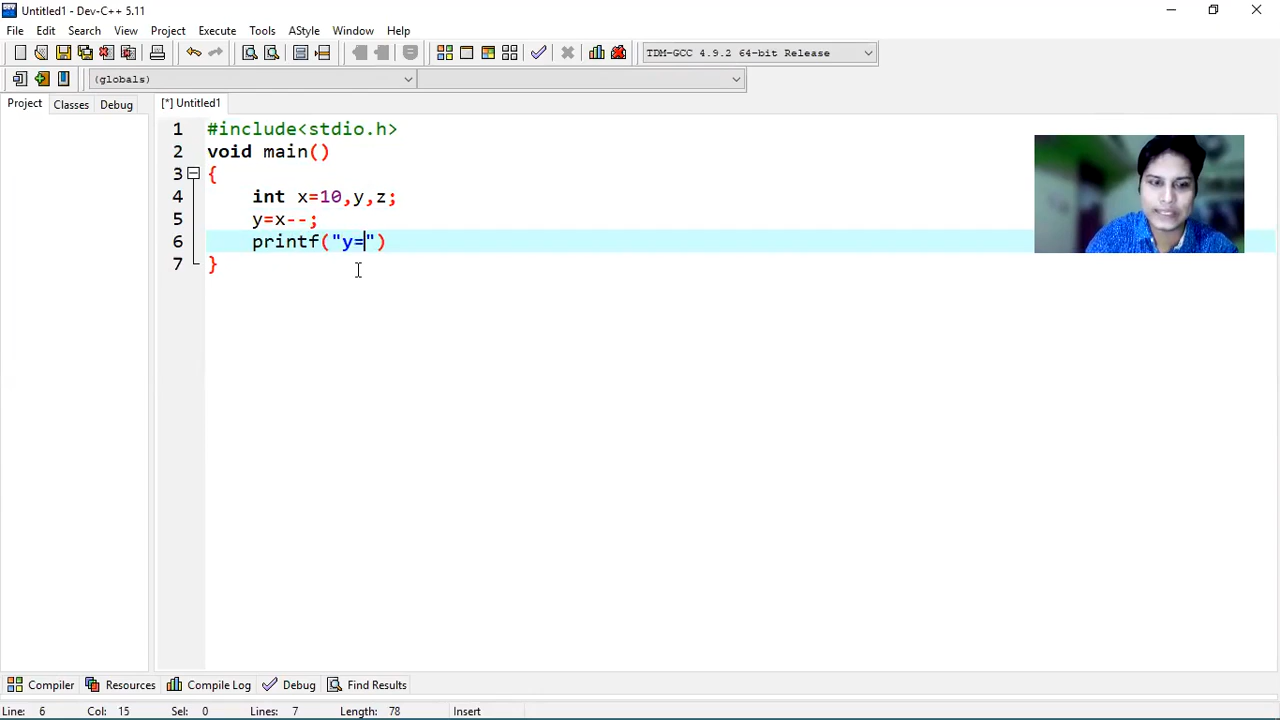 Untitled1 - Dev-C++ 5.11
File Edit Search View Project Execute Tools AStyle Window Help
TDM-GCC 4.9.2 64-bit Release
(globals)
Project Classes Debug [*] Untitled1
1 #include<stdio.h>
2 void main()
3 {
4 int x=10,y,z;
5 y=x--;
6 printf("y=")
7 }
Compiler Resources Compile Log Debug Find Results
Line: 6 Col: 15 Sel: 0 Lines: 7 Length: 78 Insert